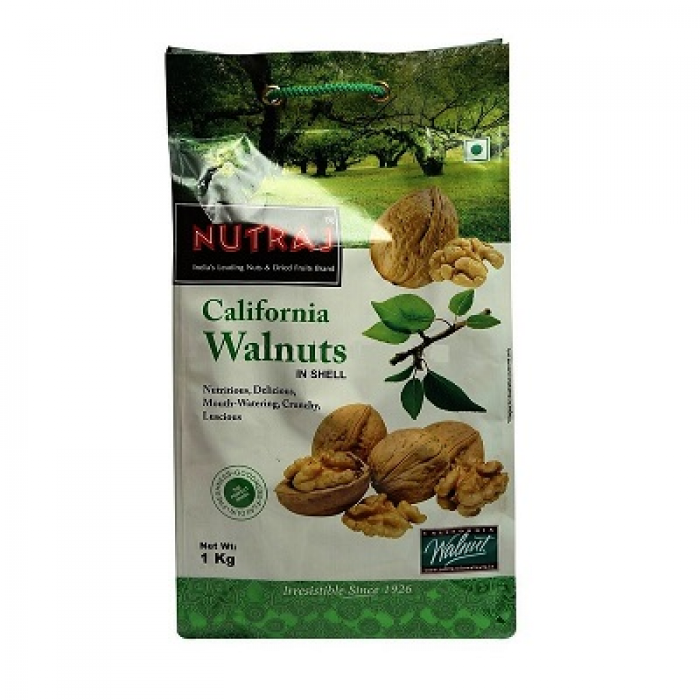 NUTRAJ
India's Leading Nuts & Dried Fruits Brand
California
Walnuts
IN SHELL
Nutritious, Delicious,
Mouth-Watering, Crunchy,
Luscious
Net Wt:
1 Kg
CALIFORNIA
Walnut
Irresistible Since 1926